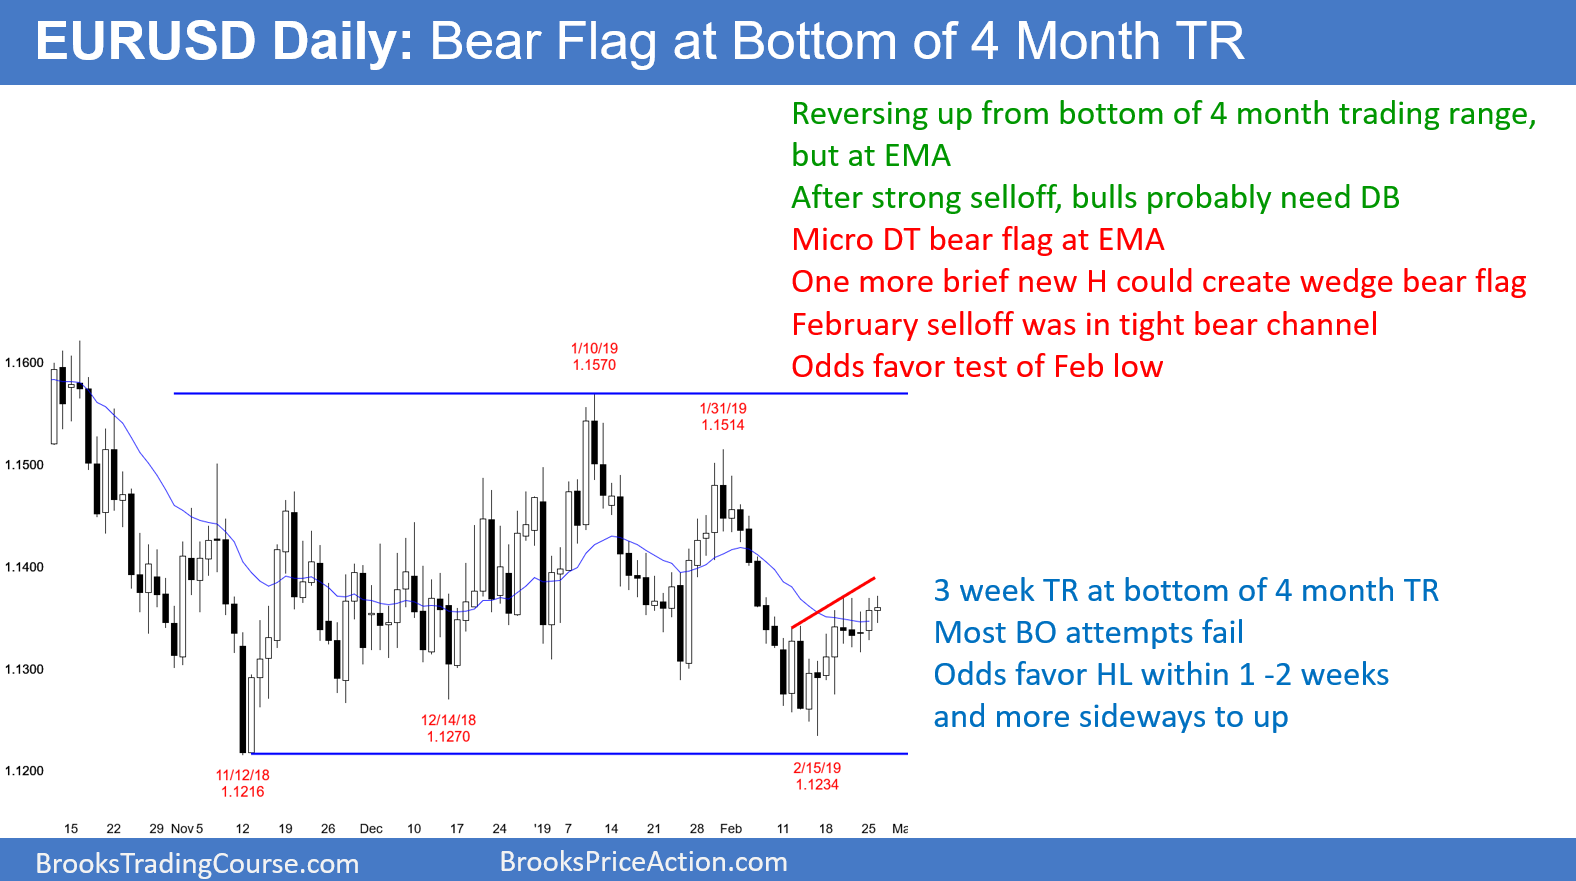 EURUSD Daily: Bear Flag at Bottom of 4 Month TR
Reversing up from bottom of 4 month trading range,
but at EMA
After strong selloff, bulls probably need DB
Micro DT bear flag at EMA
One more brief new H could create wedge bear flag
February selloff was in tight bear channel
Odds favor test of Feb low
1.1600
1.1500
1.1400
1.1300
1.1200
1/10/19
1.1570
1/31/19
1.1514
12/14/18
1.1270
11/12/18
1.1216
2/15/19
1.1234
3 week TR at bottom of 4 month TR
Most BO attempts fail
Odds favor HL within 1 -2 weeks
and more sideways to up
15 22 29 Nov 5 12 19 26 Dec 10 17 24 '19 7 14 21 28 Feb 11 18 25 Ma
BrooksTradingCourse.com
BrooksPriceAction.com